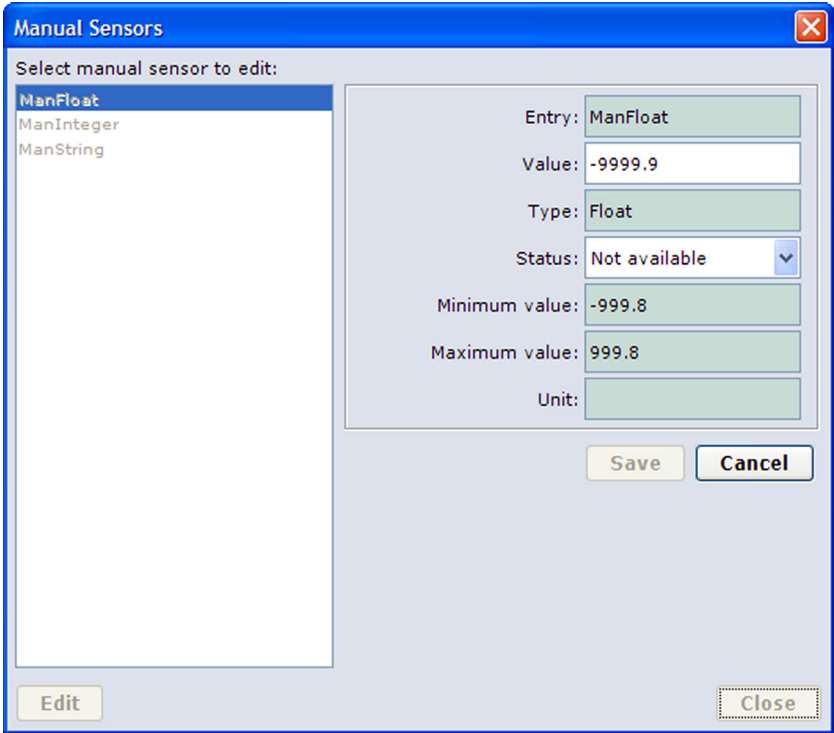 Manual Sensors
Select manual sensor to edit:
ManFloat
ManInteger
ManString
Entry: ManFloat
Value: -9999.9
Type: Float
Status: Not available
Minimum value: -999.8
Maximum value: 999.8
Unit:
Save Cancel
Edit Close